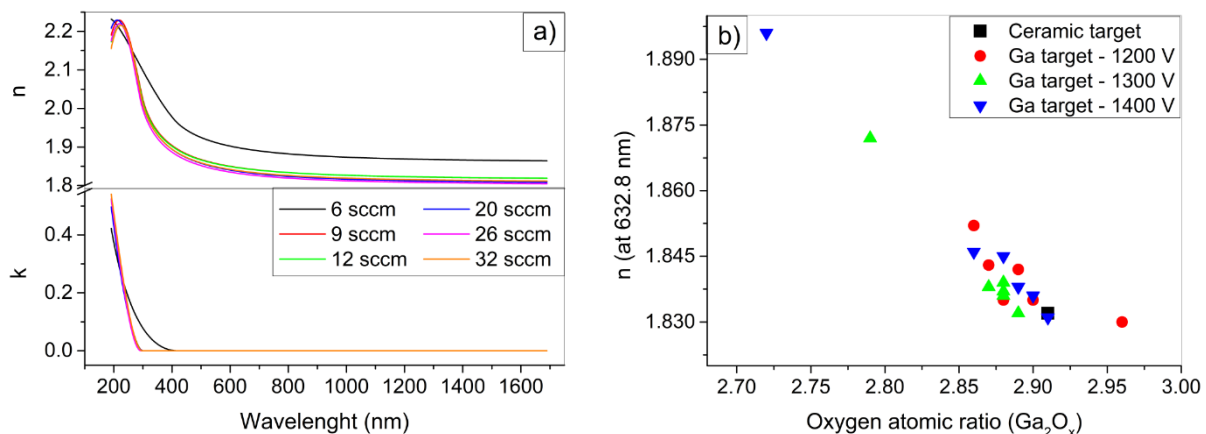 a)
n
2.2
2.1
2.0
1.9
1.8
k
0.4
0.2
0.0
6 sccm
20 sccm
9 sccm
26 sccm
12 sccm
32 sccm
200 400 600 800 1000 1200 1400 1600
Wavelenght (nm)
b)
Ceramic target
Ga target - 1200 V
Ga target - 1300 V
Ga target - 1400 V
n (at 632.8 nm)
1.890
1.875
1.860
1.845
1.830
2.70 2.75 2.80 2.85 2.90 2.95 3.00
Oxygen atomic ratio (Ga₂Oₓ)